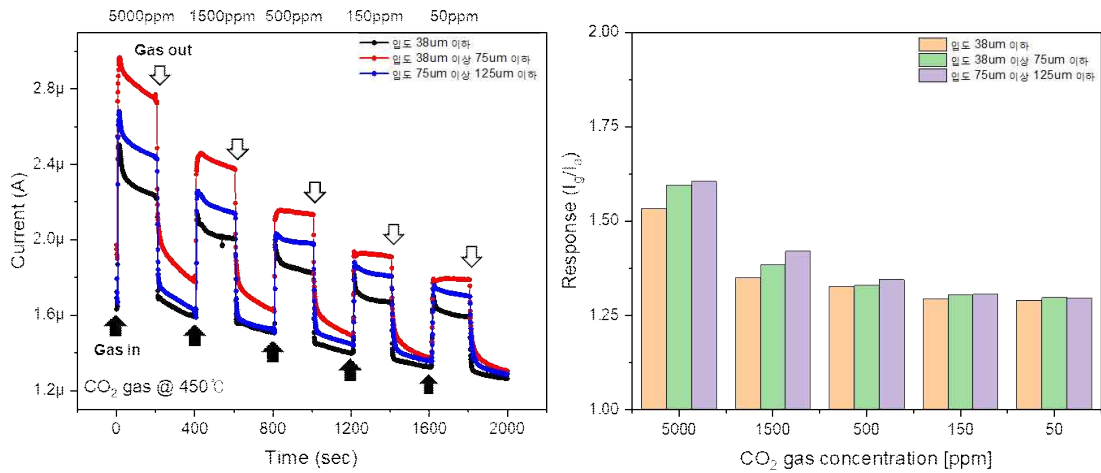 5000ppm 1500ppm 500ppm 150ppm 50ppm
입도 38um 이하
입도 38um 이상 75um 이하
입도 75um 이상 125um 이하
Gas out
2.8μ
2.4μ
2.0μ
1.6μ
1.2μ
Current (A)
Gas in
CO2 gas @ 450℃
0 400 800 1200 1600 2000
Time (sec)
입도 38um 이하
입도 38um 이상 75um 이하
입도 75um 이상 125um 이하
2.00
1.75
1.50
1.25
1.00
Response (Ig/Ia)
5000 1500 500 150 50
CO2 gas concentration [ppm]